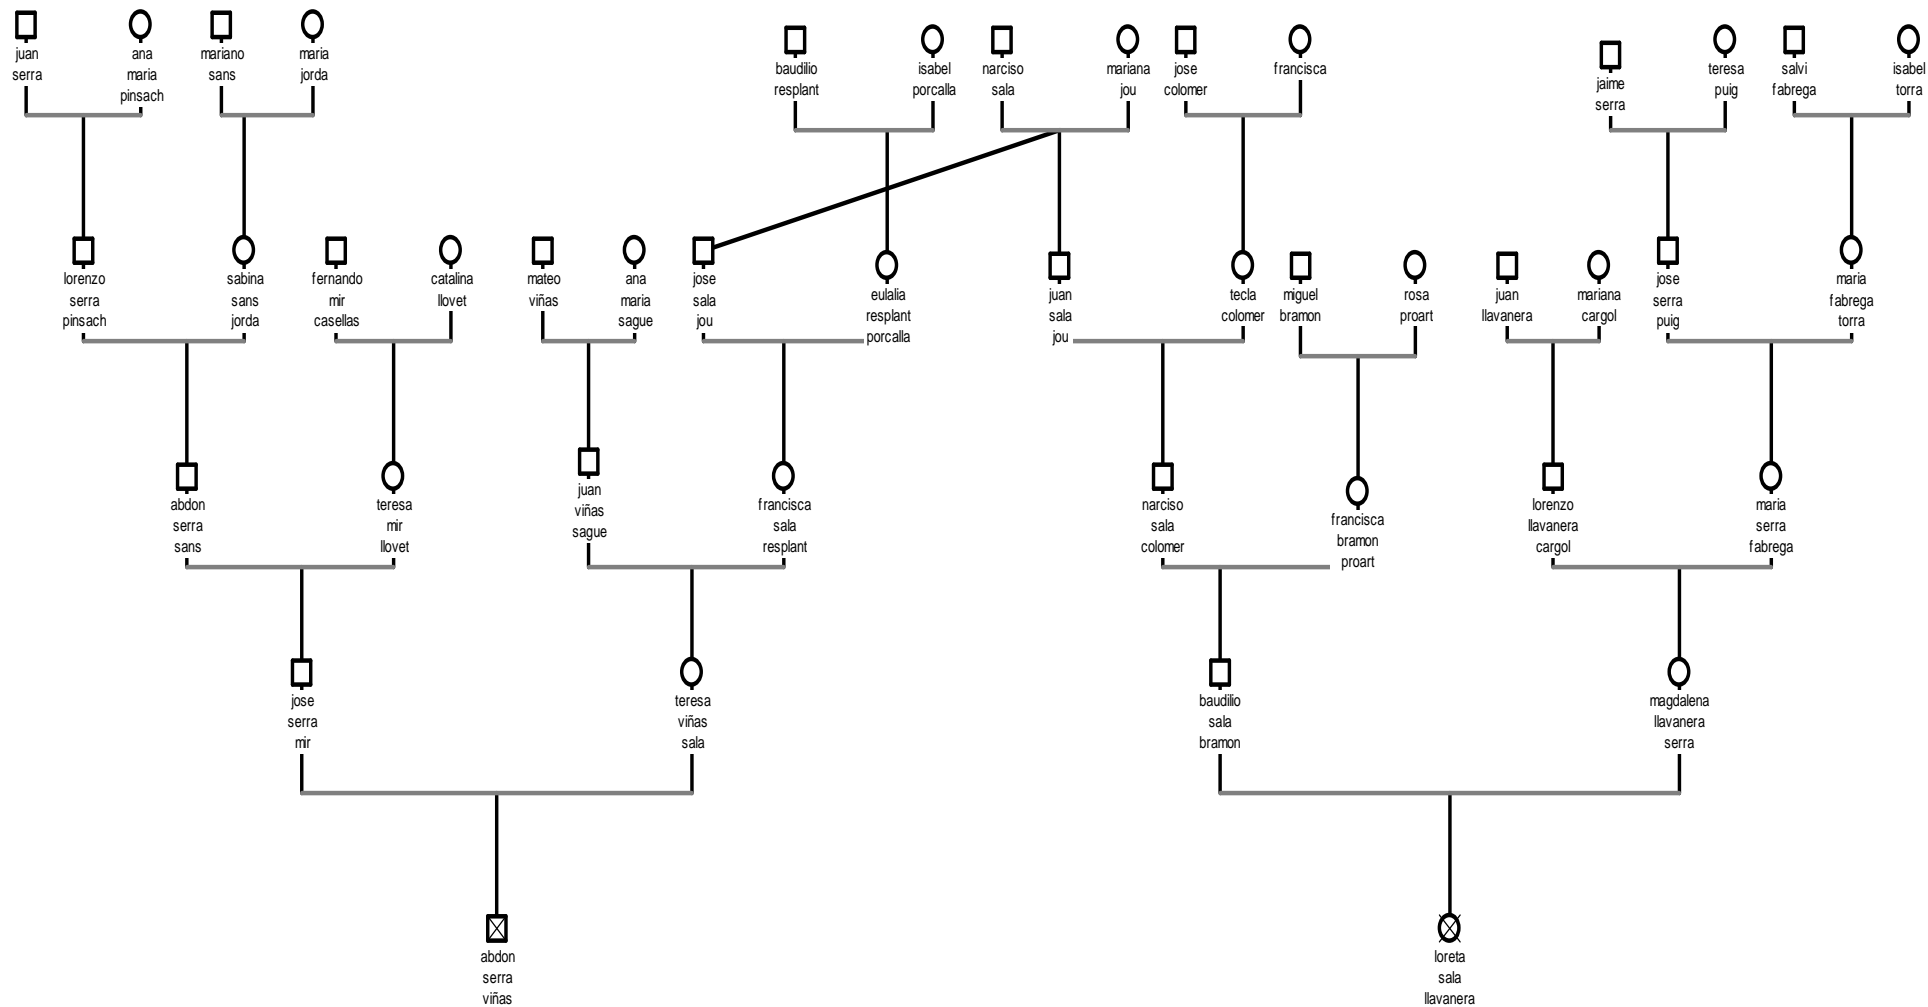 juan
serra
ana
maria
pinsach
mariano
sans
maria
jorda
baudilio
resplant
isabel
porcalla
narciso
sala
mariana
jou
jose
colomer
francisca
jaime
serra
teresa
puig
salvi
fabrega
isabel
torra
lorenzo
serra
pinsach
sabina
sans
jorda
fernando
mir
casellas
catalina
llovet
mateo
viñas
ana
maria
sague
jose
sala
jou
eulalia
resplant
porcalla
juan
sala
jou
tecla
colomer
miguel
bramon
rosa
proart
juan
llavanera
mariana
cargol
jose
serra
puig
maria
fabrega
torra
abdon
serra
sans
teresa
mir
llovet
juan
viñas
sague
francisca
sala
resplant
narciso
sala
colomer
francisca
bramon
proart
lorenzo
llavanera
cargol
maria
serra
fabrega
jose
serra
mir
teresa
viñas
sala
baudilio
sala
bramon
magdalena
llavanera
serra
abdon
serra
viñas
loreta
sala
llavanera